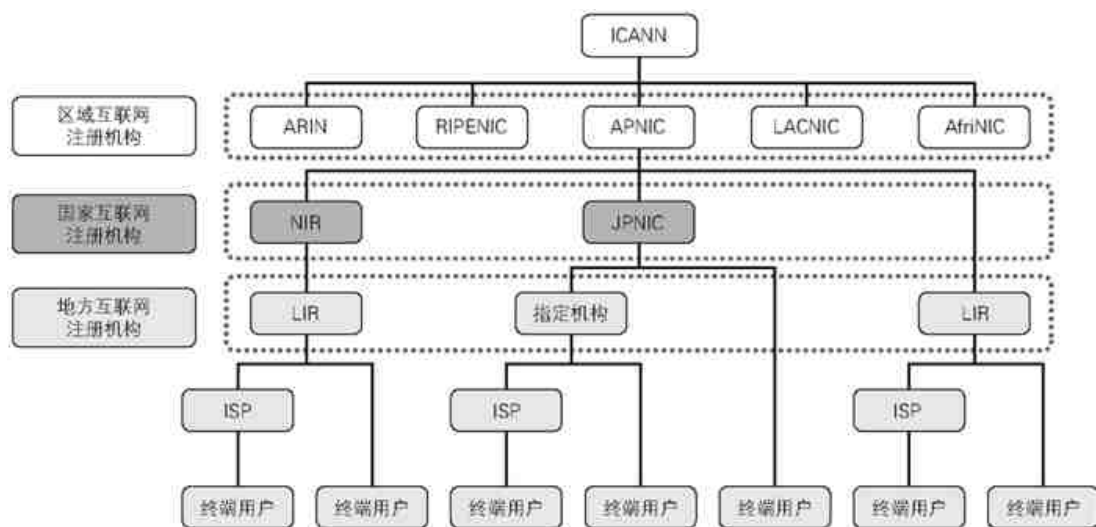 ICANN
区域互联网
注册机构
ARIN
RIPENIC
APNIC
LACNIC
AfriNIC
国家互联网
注册机构
NIR
JPNIC
地方互联网
注册机构
LIR
指定机构
LIR
ISP
ISP
ISP
终端用户
终端用户
终端用户
终端用户
终端用户
终端用户
终端用户